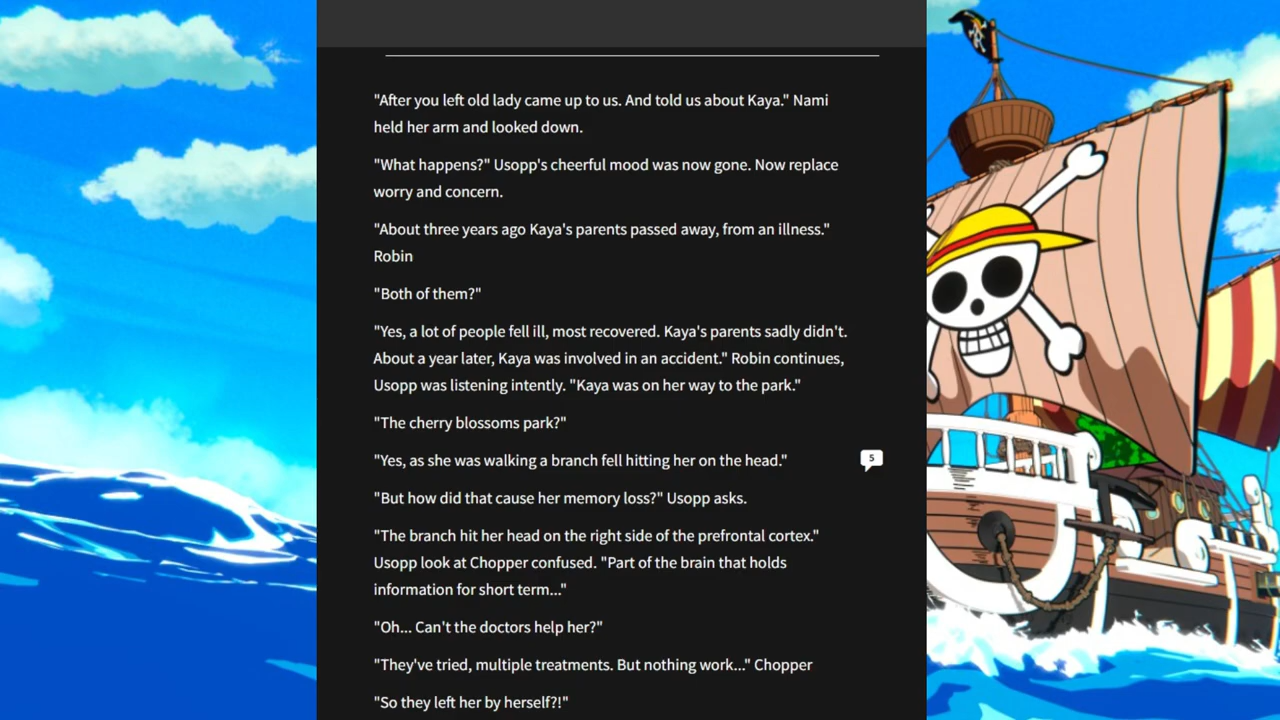 "After you left old lady came up to us. And told us about Kaya." Nami
held her arm and looked down.
"What happens?" Usopp's cheerful mood was now gone. Now replace
worry and concern.
"About three years ago Kaya's parents passed away, from an illness."
Robin
"Both of them?"
"Yes, a lot of people fell ill, most recovered. Kaya's parents sadly didn't.
About a year later, Kaya was involved in an accident." Robin continues,
Usopp was listening intently. "Kaya was on her way to the park."
"The cherry blossoms park?"
"Yes, as she was walking a branch fell hitting her on the head."
5
"But how did that cause her memory loss?" Usopp asks.
"The branch hit her head on the right side of the prefrontal cortex."
Usopp look at Chopper confused. "Part of the brain that holds
information for short term..."
"Oh... Can't the doctors help her?"
"They've tried, multiple treatments. But nothing work..." Chopper
"So they left her by herself?!"